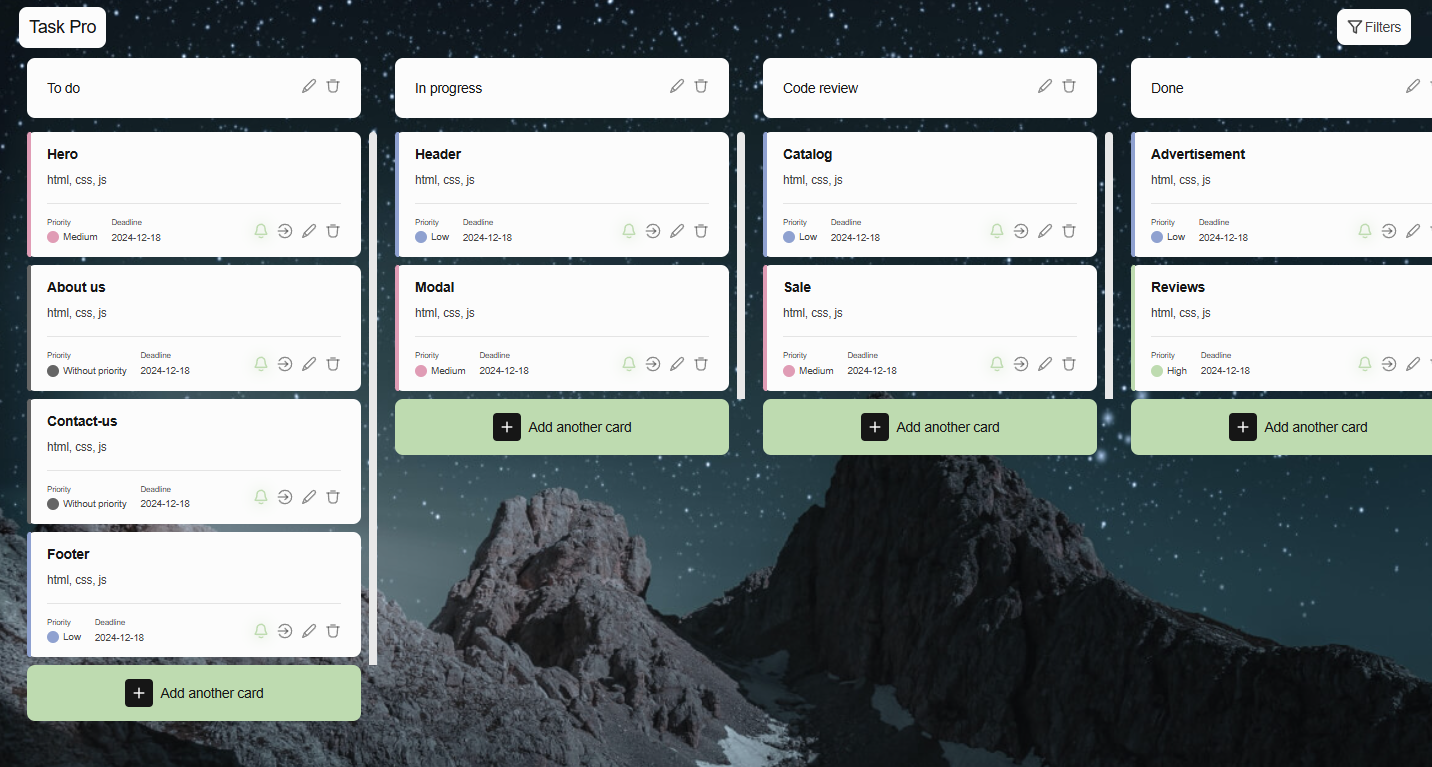 Task Pro
Filters
To do
Hero
html, css, js
Priority
Deadline
Medium
2024-12-18
About us
html, css, js
Priority
Deadline
Without priority
2024-12-18
Contact-us
html, css, js
Priority
Deadline
Without priority
2024-12-18
Footer
html, css, js
Priority
Deadline
Low
2024-12-18
Add another card
In progress
Header
html, css, js
Priority
Deadline
Low
2024-12-18
Modal
html, css, js
Priority
Deadline
Medium
2024-12-18
Add another card
Code review
Catalog
html, css, js
Priority
Deadline
Low
2024-12-18
Sale
html, css, js
Priority
Deadline
Medium
2024-12-18
Add another card
Done
Advertisement
html, css, js
Priority
Deadline
Low
2024-12-18
Reviews
html, css, js
Priority
Deadline
High
2024-12-18
Add another card